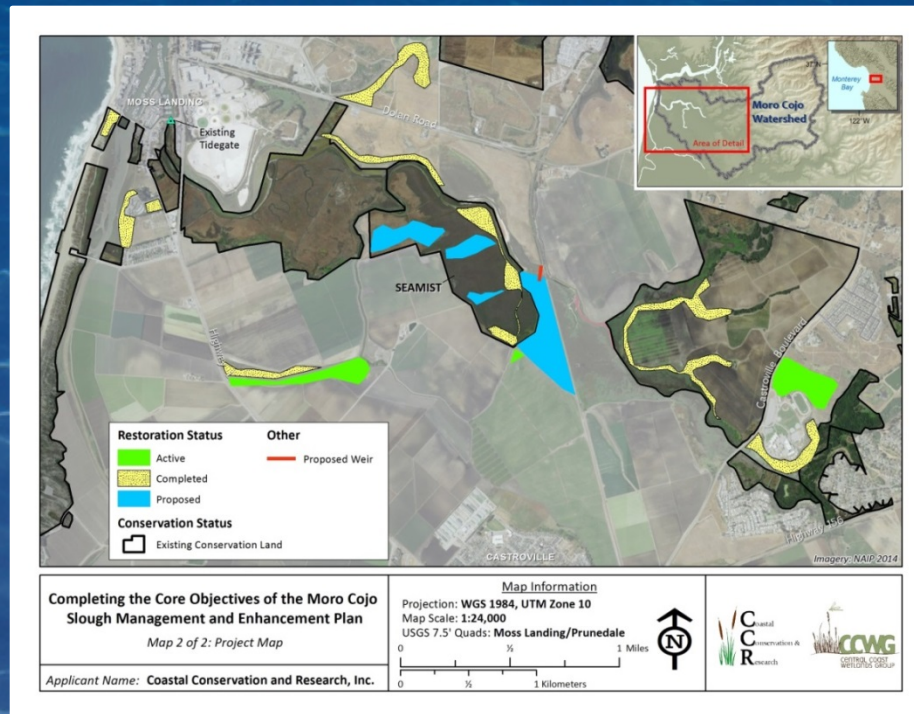 MOSS LANDING
Existing
Tidegate
Dolan Road
Highway
SEAMIST
Castroville Boulevard
Highway 156
CASTROVILLE
Imagery: NAIP 2014
Moro Cojo
Watershed
Area of Detail
Monterey
Bay
122°W
Restoration Status
Active
Completed
Proposed
Conservation Status
Existing Conservation Land
Other
Proposed Weir
Completing the Core Objectives of the Moro Cojo
Slough Management and Enhancement Plan
Map 2 of 2: Project Map
Applicant Name: Coastal Conservation and Research, Inc.
Map Information
Projection: WGS 1984, UTM Zone 10
Map Scale: 1:24,000
USGS 7.5' Quads: Moss Landing/Prunedale
0 ½ 1 Miles
0 ½ 1 Kilometers
N
Coastal
Conservation &
Research
CCWG
CENTRAL COAST
WETLANDS GROUP